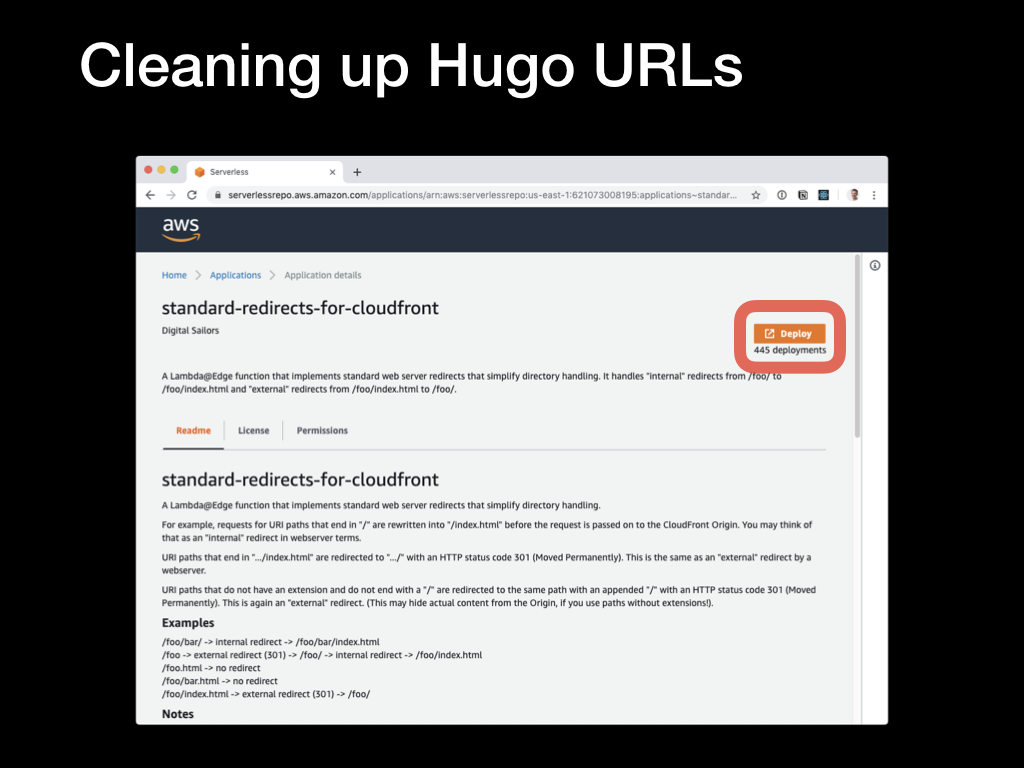 Cleaning up Hugo URLs
Serverless
serverlessrepo.aws.amazon.com/applications/arn:aws:serverlessrepo:us-east-1:621073008195:applications~standar...
aws
Home > Applications > Application details
standard-redirects-for-cloudfront
Digital Sailors
Deploy
445 deployments
A Lambda@Edge function that implements standard web server redirects that simplify directory handling. It handles "internal" redirects from /foo/ to
/foo/index.html and "external" redirects from /foo/index.html to /foo/.
Readme License Permissions
standard-redirects-for-cloudfront
A Lambda@Edge function that implements standard web server redirects that simplify directory handling.
For example, requests for URI paths that end in "/" are rewritten into "/index.html" before the request is passed on to the CloudFront Origin. You may think of
that as an "internal" redirect in webserver terms.
URI paths that end in ".../index.html" are redirected to ".../" with an HTTP status code 301 (Moved Permanently). This is the same as an "external" redirect by a
webserver.
URI paths that do not have an extension and do not end with a "/" are redirected to the same path with an appended "/" with an HTTP status code 301 (Moved
Permanently). This is again an "external" redirect. (This may hide actual content from the Origin, if you use paths without extensions!).
Examples
/foo/bar/ -> internal redirect -> /foo/bar/index.html
/foo -> external redirect (301) -> /foo/ -> internal redirect -> /foo/index.html
/foo.html -> no redirect
/foo/bar.html -> no redirect
/foo/index.html -> external redirect (301) -> /foo/
Notes